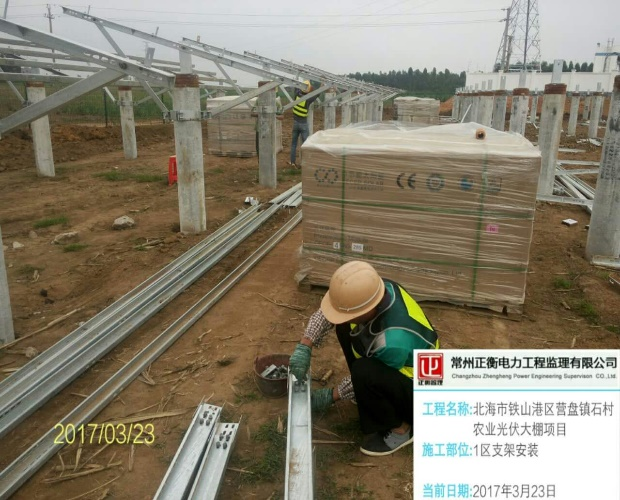 CE
2017/03/23
正衡
常州正衡电力工程监理有限公司
Changzhou Zhengheng Power Engineering Supervision CO.,Ltd
工程名称:北海市铁山港区营盘镇石村
农业光伏大棚项目
施工部位:1区支架安装
当前日期:2017年3月23日